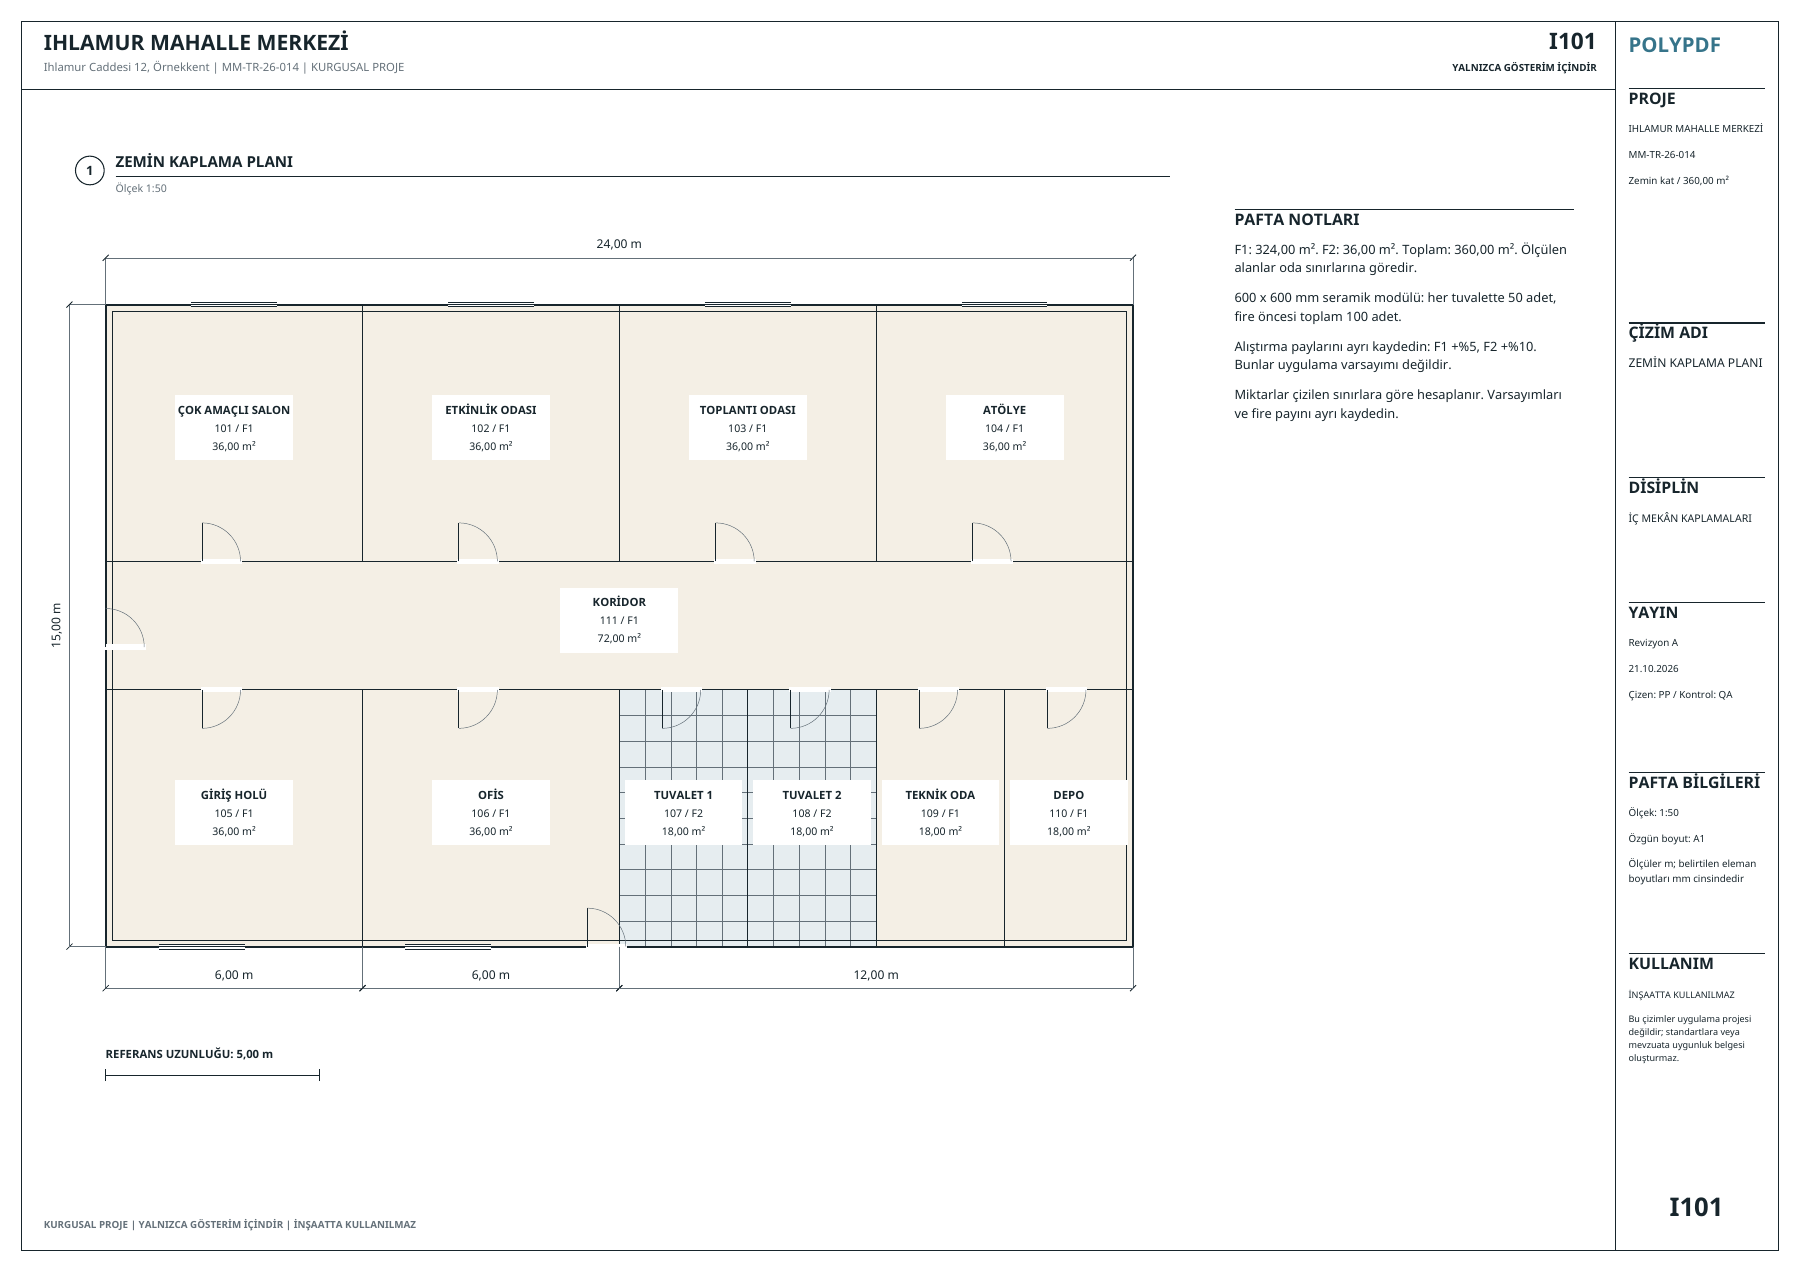 IHLAMUR MAHALLE MERKEZİ
Ihlamur Caddesi 12, Örnekkent | MM-TR-26-014 | KURGUSAL PROJE
I101
YALNIZCA GÖSTERİM İÇİNDİR
1
ZEMİN KAPLAMA PLANI
Ölçek 1:50
24,00 m
15,00 m
ÇOK AMAÇLI SALON
101 / F1
36,00 m²
ETKİNLİK ODASI
102 / F1
36,00 m²
TOPLANTI ODASI
103 / F1
36,00 m²
ATÖLYE
104 / F1
36,00 m²
KORİDOR
111 / F1
72,00 m²
GİRİŞ HOLÜ
105 / F1
36,00 m²
OFİS
106 / F1
36,00 m²
TUVALET 1
107 / F2
18,00 m²
TUVALET 2
108 / F2
18,00 m²
TEKNİK ODA
109 / F1
18,00 m²
DEPO
110 / F1
18,00 m²
6,00 m
6,00 m
12,00 m
REFERANS UZUNLUĞU: 5,00 m
PAFTA NOTLARI
F1: 324,00 m². F2: 36,00 m². Toplam: 360,00 m². Ölçülen
alanlar oda sınırlarına göredir.
600 x 600 mm seramik modülü: her tuvalette 50 adet,
fire öncesi toplam 100 adet.
Alıştırma paylarını ayrı kaydedin: F1 +%5, F2 +%10.
Bunlar uygulama varsayımı değildir.
Miktarlar çizilen sınırlara göre hesaplanır. Varsayımları
ve fire payını ayrı kaydedin.
POLYPDF
PROJE
IHLAMUR MAHALLE MERKEZİ
MM-TR-26-014
Zemin kat / 360,00 m²
ÇİZİM ADI
ZEMİN KAPLAMA PLANI
DİSİPLİN
İÇ MEKÂN KAPLAMALARI
YAYIN
Revizyon A
21.10.2026
Çizen: PP / Kontrol: QA
PAFTA BİLGİLERİ
Ölçek: 1:50
Özgün boyut: A1
Ölçüler m; belirtilen eleman
boyutları mm cinsindedir
KULLANIM
İNŞAATTA KULLANILMAZ
Bu çizimler uygulama projesi
değildir; standartlara veya
mevzuata uygunluk belgesi
oluşturmaz.
I101
KURGUSAL PROJE | YALNIZCA GÖSTERİM İÇİNDİR | İNŞAATTA KULLANILMAZ